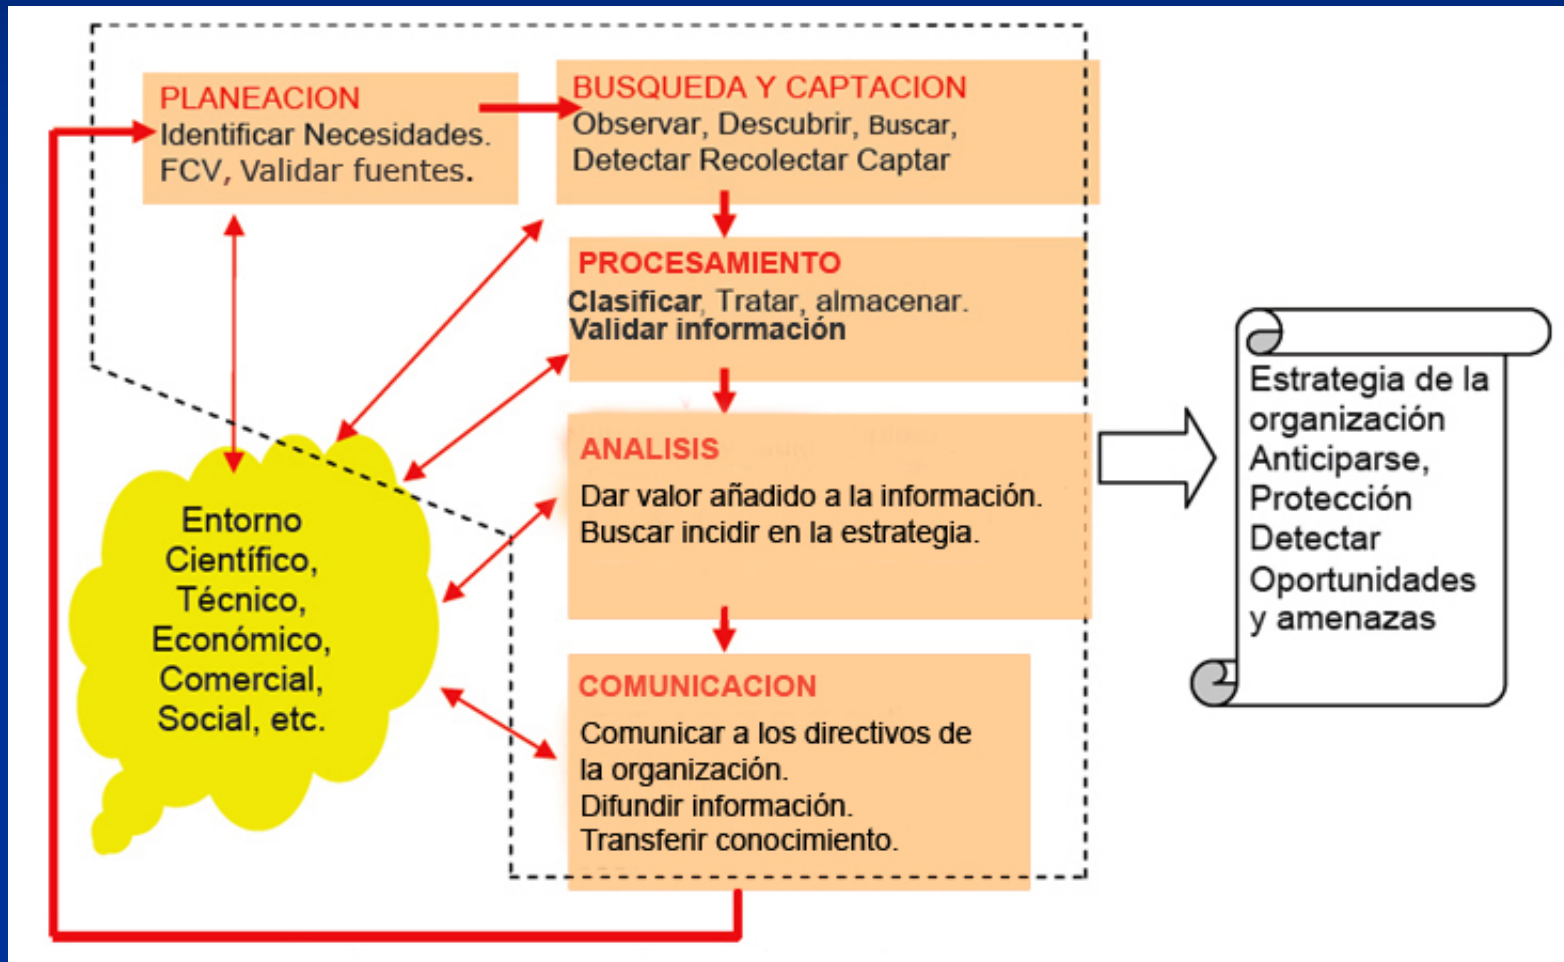 PLANEACION
Identificar Necesidades.
FCV, Validar fuentes.
BUSQUEDA Y CAPTACION
Observar, Descubrir, Buscar,
Detectar Recolectar Captar
PROCESAMIENTO
Clasificar, Tratar, almacenar.
Validar información
ANALISIS
Dar valor añadido a la información.
Buscar incidir en la estrategia.
COMUNICACION
Comunicar a los directivos de
la organización.
Difundir información.
Transferir conocimiento.
Entorno
Científico,
Técnico,
Económico,
Comercial,
Social, etc.
Estrategia de la
organización
Anticiparse,
Protección
Detectar
Oportunidades
y amenazas